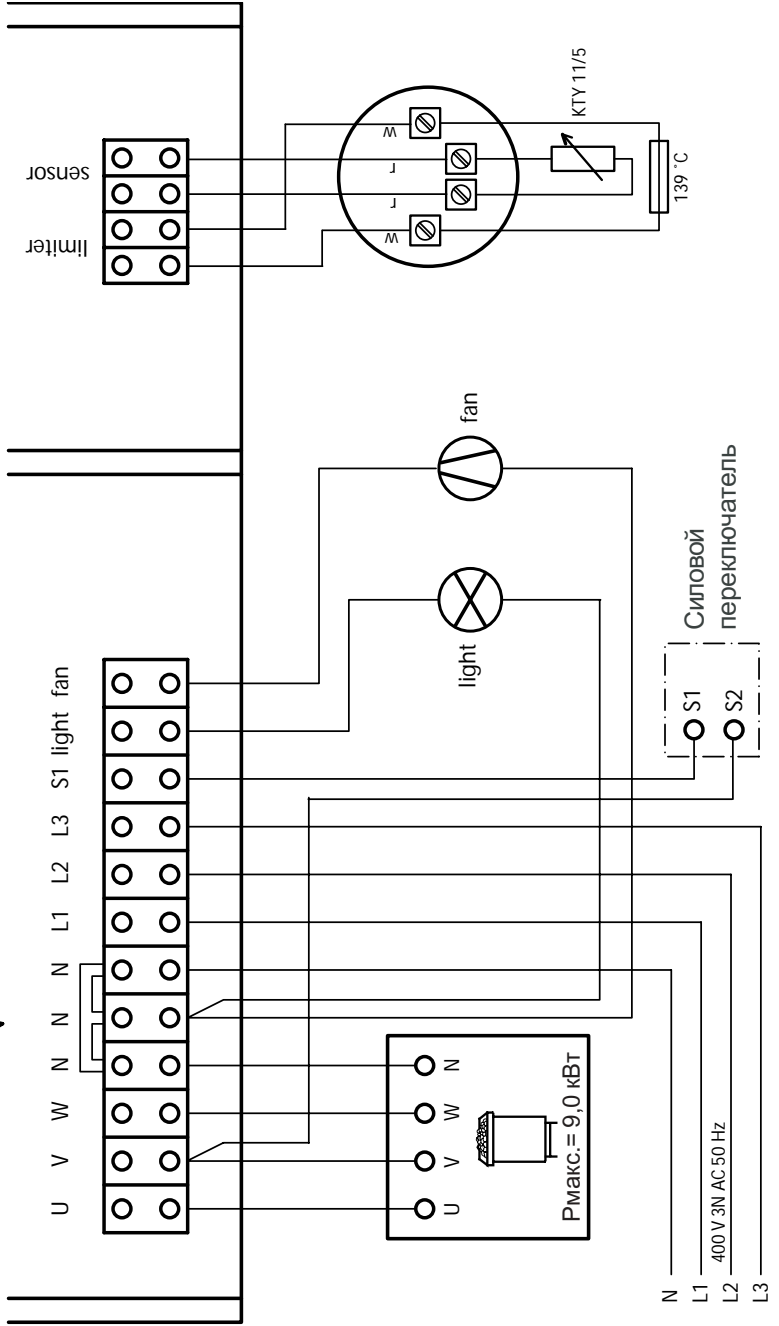 U V W N N N L1 L2 L3 S1 light fan
limiter sensor
w r r w
KTY 11/5
139 °C
fan
light
Силовой
переключатель
S1
S2
U V W N
Pмакс.= 9,0 кВт
N
L1
400 V 3N AC 50 Hz
L2
L3